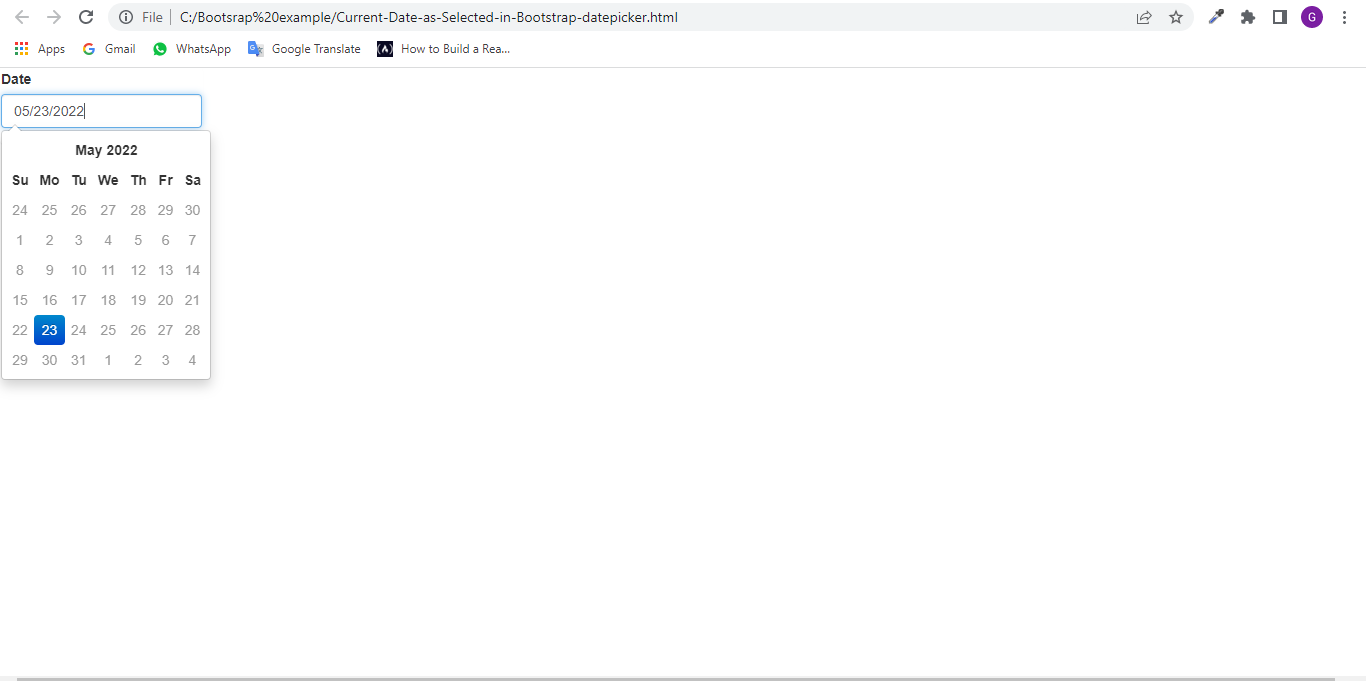 File C:/Bootsrap%20example/Current-Date-as-Selected-in-Bootstrap-datepicker.html G
Apps Gmail WhatsApp Google Translate How to Build a Rea...
Date
05/23/2022
May 2022
Su Mo Tu We Th Fr Sa
24 25 26 27 28 29 30
1 2 3 4 5 6 7
8 9 10 11 12 13 14
15 16 17 18 19 20 21
22 23 24 25 26 27 28
29 30 31 1 2 3 4